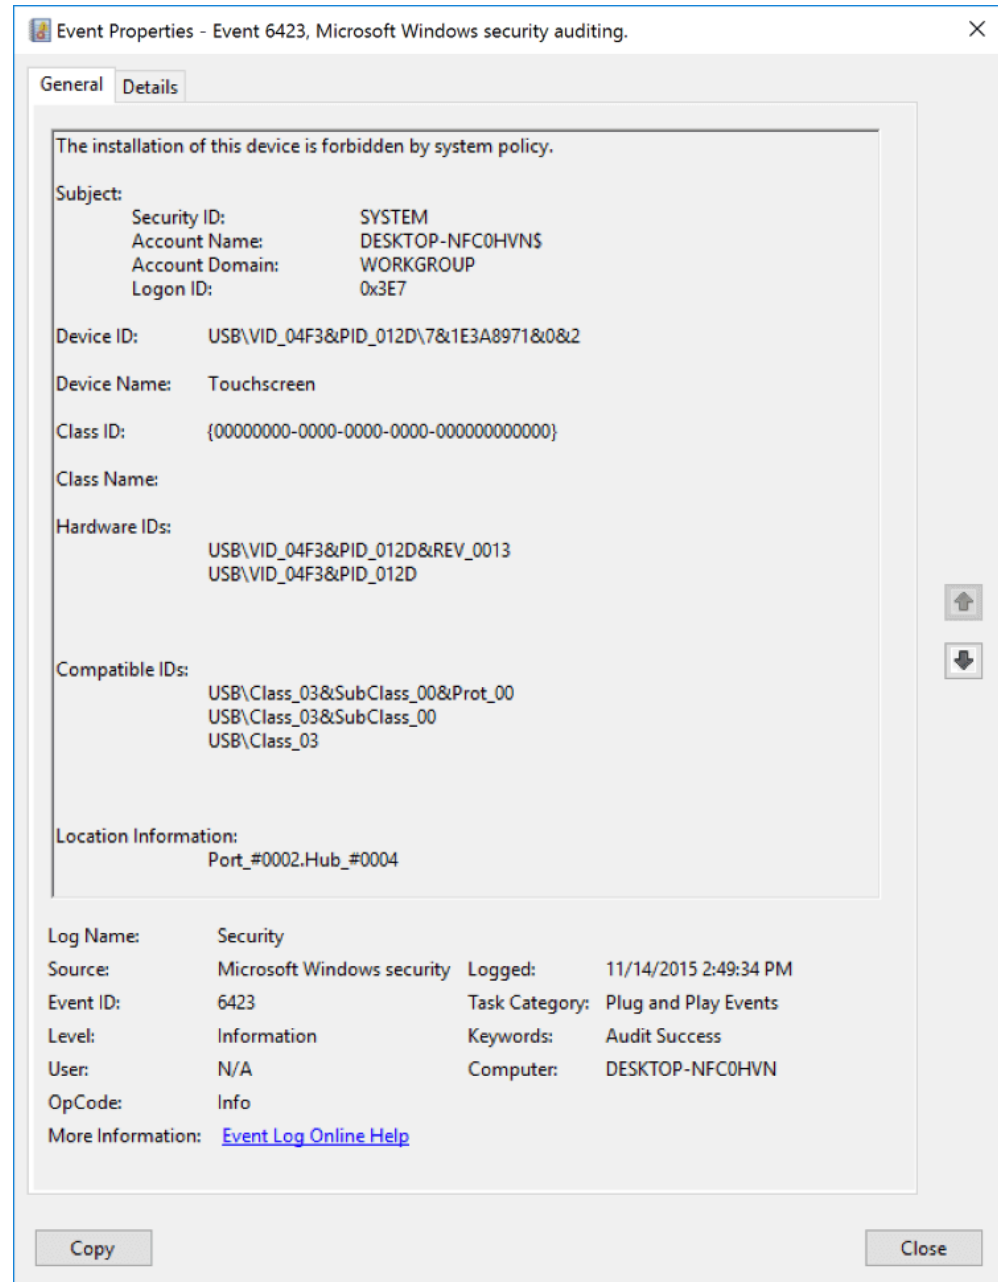 Event Properties - Event 6423, Microsoft Windows security auditing.
General Details
The installation of this device is forbidden by system policy.
Subject:
Security ID: SYSTEM
Account Name: DESKTOP-NFC0HVN$
Account Domain: WORKGROUP
Logon ID: 0x3E7
Device ID: USB\VID_04F3&PID_012D\7&1E3A8971&0&2
Device Name: Touchscreen
Class ID: {00000000-0000-0000-0000-000000000000}
Class Name:
Hardware IDs:
USB\VID_04F3&PID_012D&REV_0013
USB\VID_04F3&PID_012D
Compatible IDs:
USB\Class_03&SubClass_00&Prot_00
USB\Class_03&SubClass_00
USB\Class_03
Location Information:
Port_#0002.Hub_#0004
Log Name: Security
Source: Microsoft Windows security Logged: 11/14/2015 2:49:34 PM
Event ID: 6423 Task Category: Plug and Play Events
Level: Information Keywords: Audit Success
User: N/A Computer: DESKTOP-NFC0HVN
OpCode: Info
More Information: Event Log Online Help
Copy Close